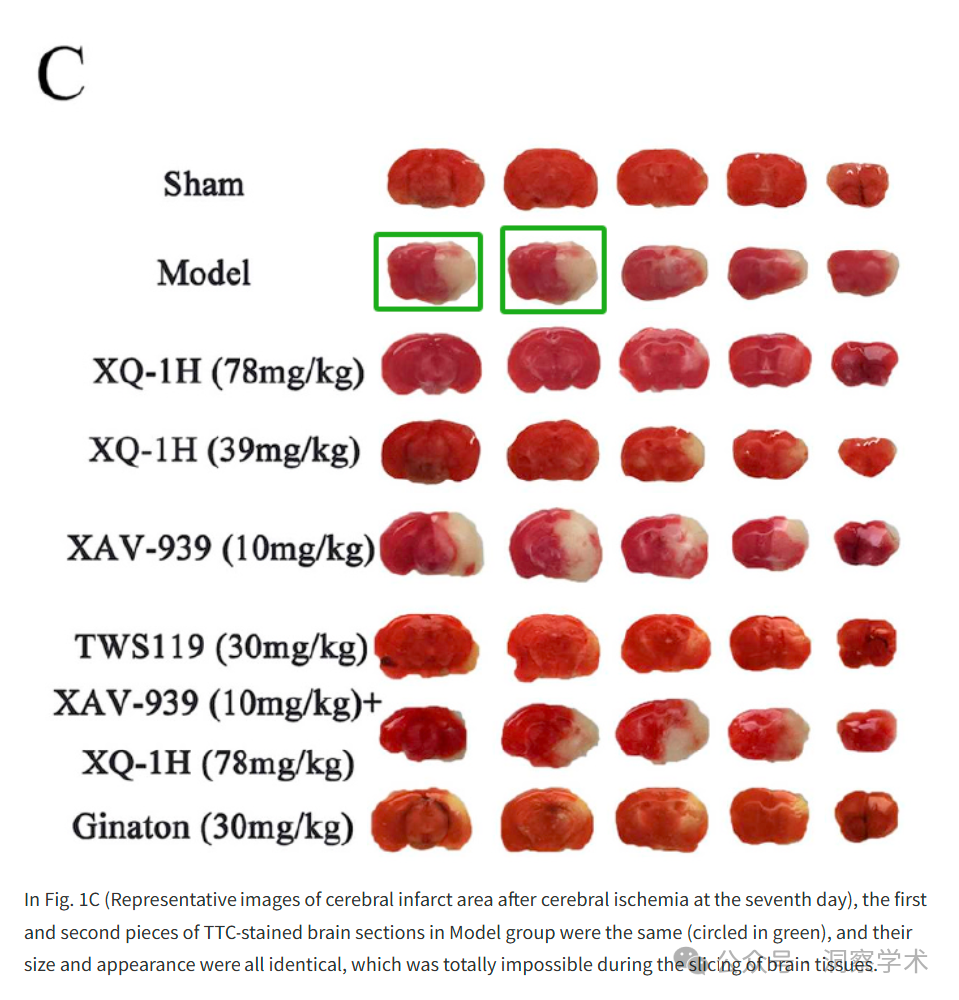 C
Sham
Model
XQ-1H (78mg/kg)
XQ-1H (39mg/kg)
XAV-939 (10mg/kg)
TWS119 (30mg/kg)
XAV-939 (10mg/kg)+
XQ-1H (78mg/kg)
Ginaton (30mg/kg)
In Fig. 1C (Representative images of cerebral infarct area after cerebral ischemia at the seventh day), the first
and second pieces of TTC-stained brain sections in Model group were the same (circled in green), and their
size and appearance were all identical, which was totally impossible during the slicing of brain tissues.
公众号 · 洞察学术